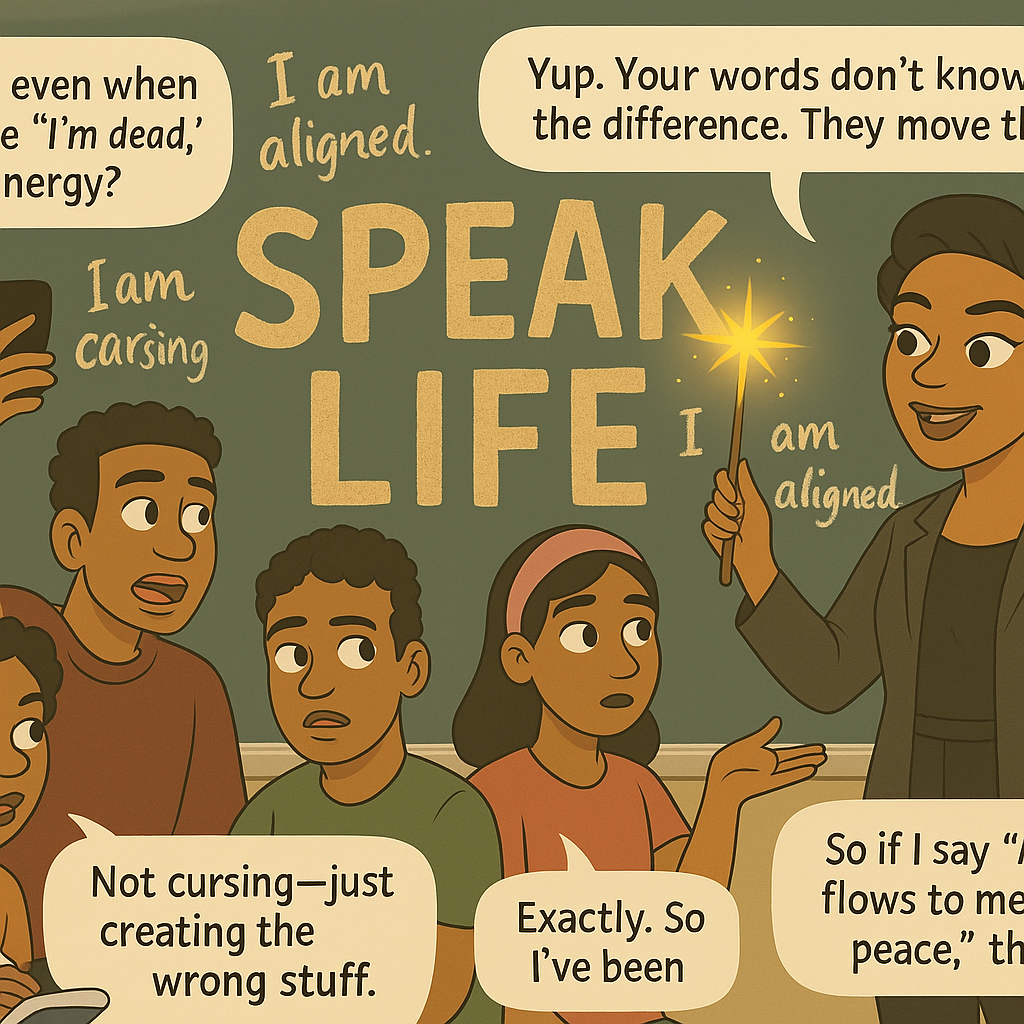 even when
e “I’m dead,’
nergy?
I am
aligned.
Yup. Your words don’t know
the difference. They move th
I am
carsing
SPEAK
LIFE
I am
aligned
Not cursing—just
creating the
wrong stuff.
Exactly. So
I’ve been
So if I say “A
flows to me
peace,” th